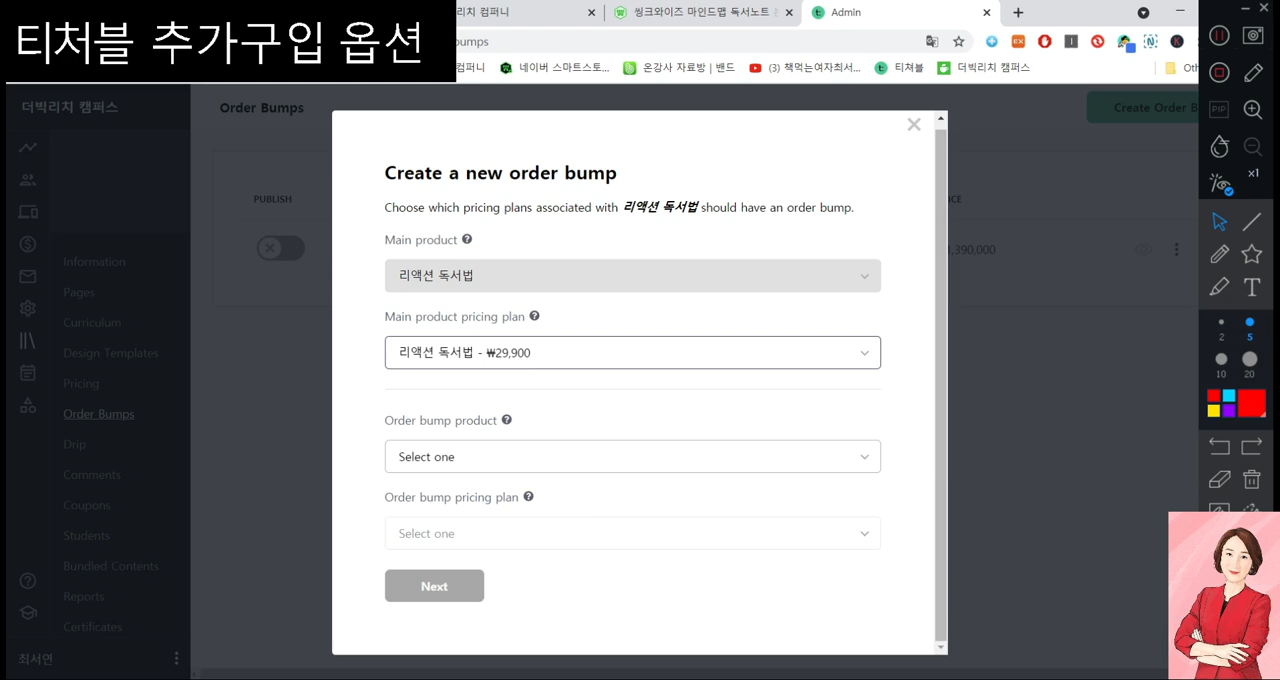 티처블 추가구입 옵션
리치 컴퍼니
씽크와이즈 마인드맵 독서노트
Admin
bumps
컴퍼니
네이버 스마트스토...
온강사 자료방 | 밴드
(3) 책먹는여자최서...
티쳐블
더빅리치 캠퍼스
Oth
더빅리치 캠퍼스
Order Bumps
Create Order B
PUBLISH
ICE
1,390,000
Information
Pages
Curriculum
Design Templates
Pricing
Order Bumps
Drip
Comments
Coupons
Students
Bundled Contents
Reports
Certificates
최서연
Create a new order bump
Choose which pricing plans associated with 리액션 독서법 should have an order bump.
Main product
리액션 독서법
Main product pricing plan
리액션 독서법 - ₩29,900
Order bump product
Select one
Order bump pricing plan
Select one
Next
PIP
x1
T
2
5
10
20